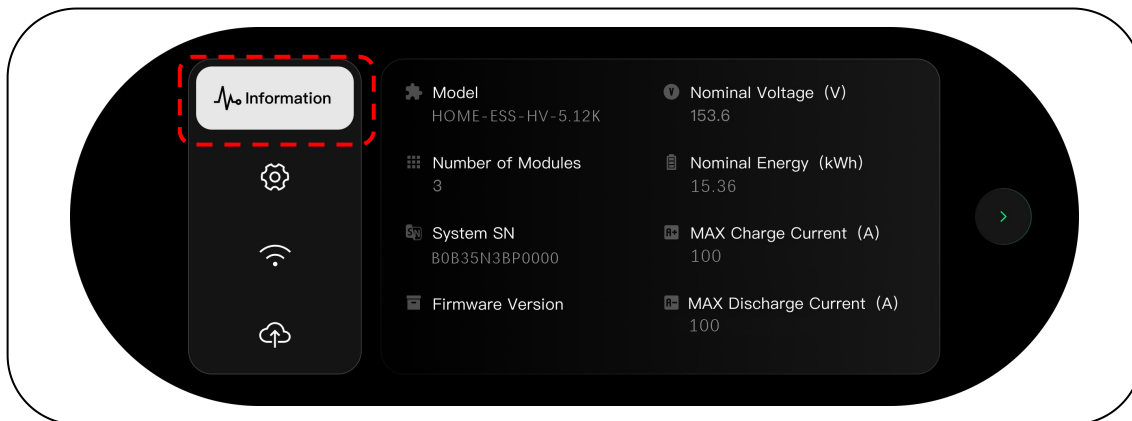 Information
Model
HOME-ESS-HV-5.12K
Number of Modules
3
System SN
B0B35N3BP0000
Firmware Version
Nominal Voltage (V)
153.6
Nominal Energy (kWh)
15.36
MAX Charge Current (A)
100
MAX Discharge Current (A)
100